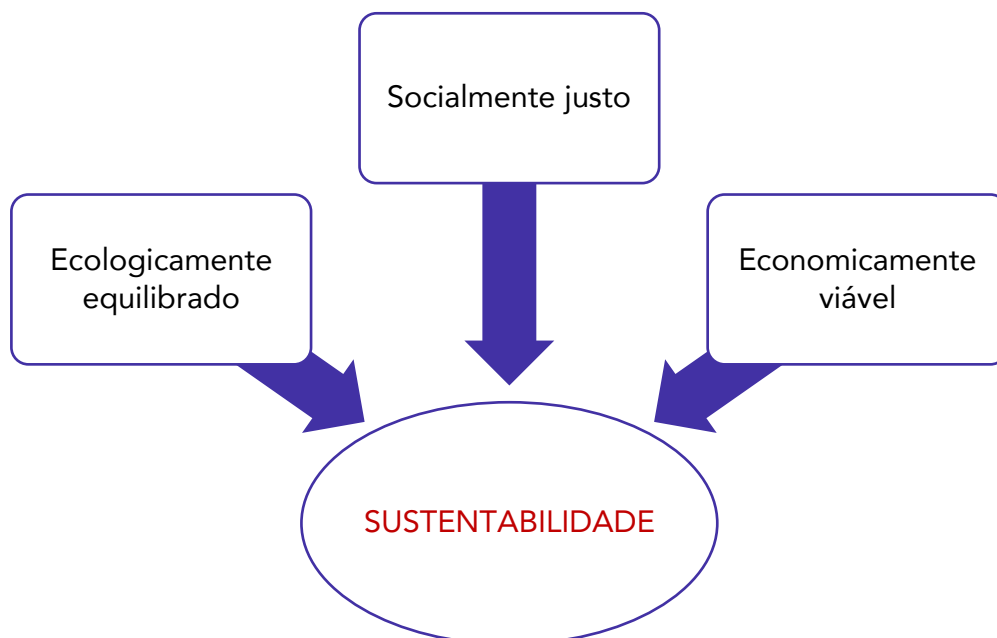 Socialmente justo
Ecologicamente
equilibrado
Economicamente
viável
SUSTENTABILIDADE